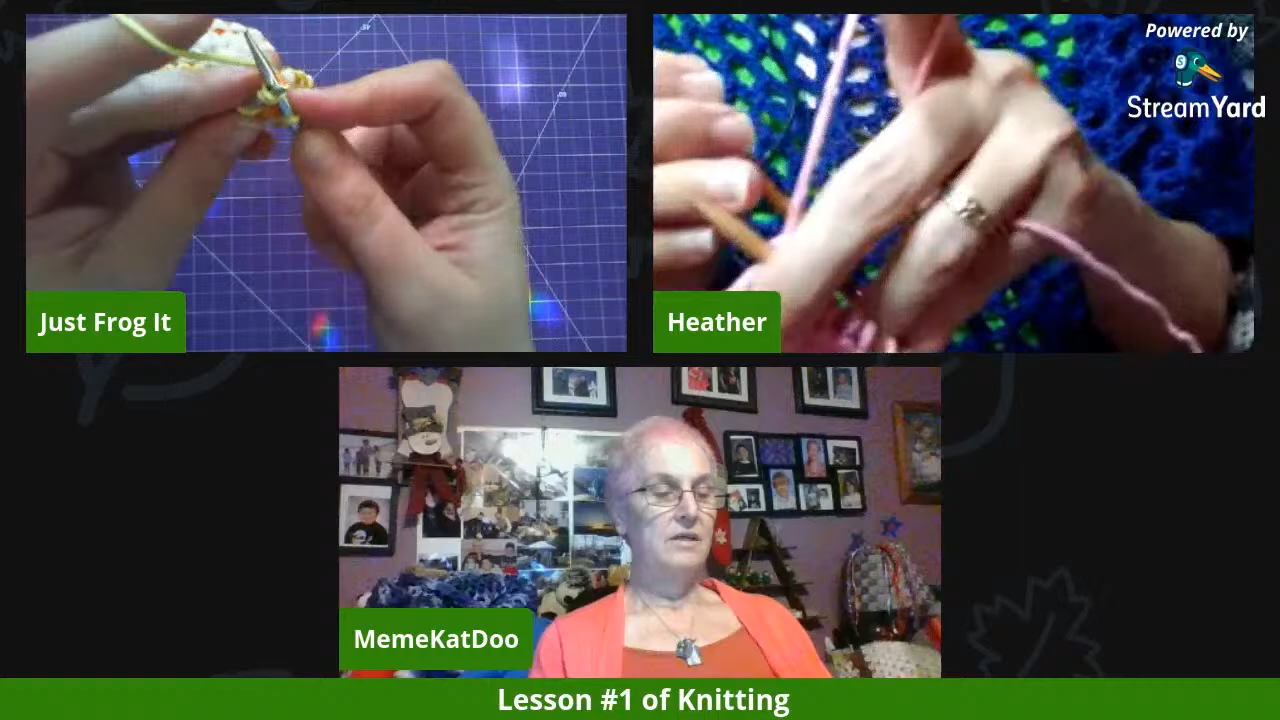 Powered by
StreamYard
Just Frog It
Heather
MemeKatDoo
Lesson #1 of Knitting